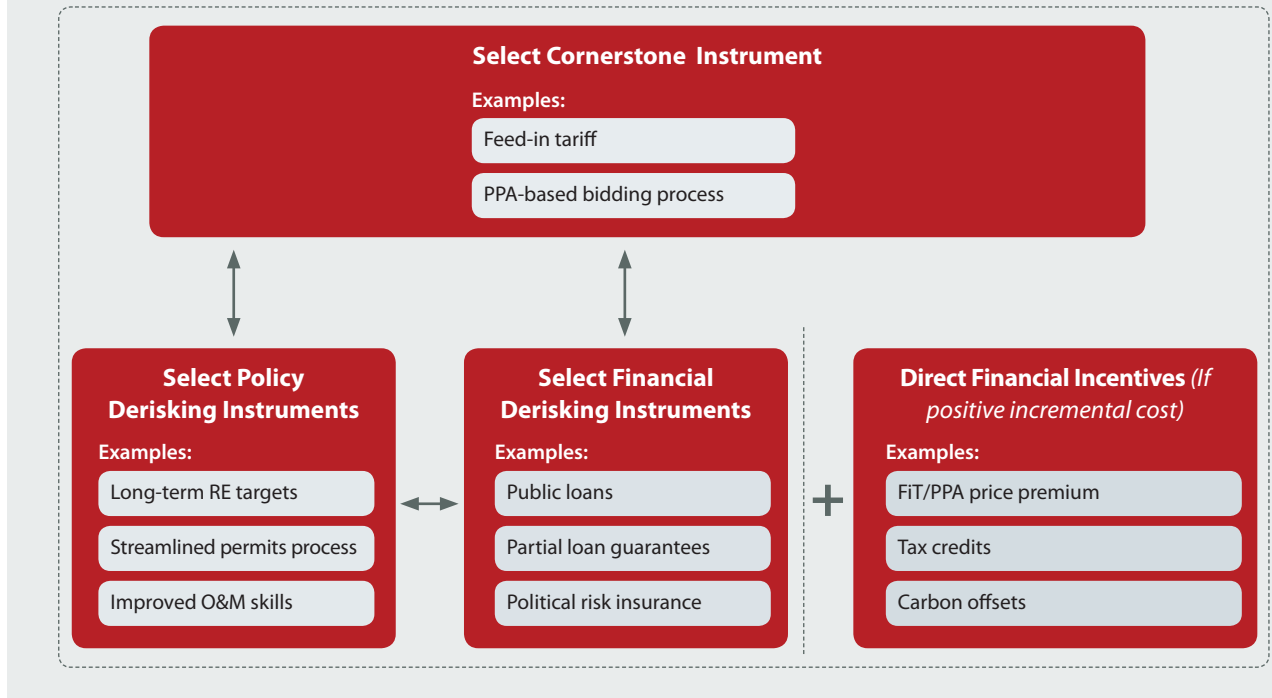 Select Cornerstone Instrument
Examples:
Feed-in tariff
PPA-based bidding process
Select Policy
Derisking Instruments
Examples:
Long-term RE targets
Streamlined permits process
Improved O&M skills
Select Financial
Derisking Instruments
Examples:
Public loans
Partial loan guarantees
Political risk insurance
+
Direct Financial Incentives (If
positive incremental cost)
Examples:
FiT/PPA price premium
Tax credits
Carbon offsets